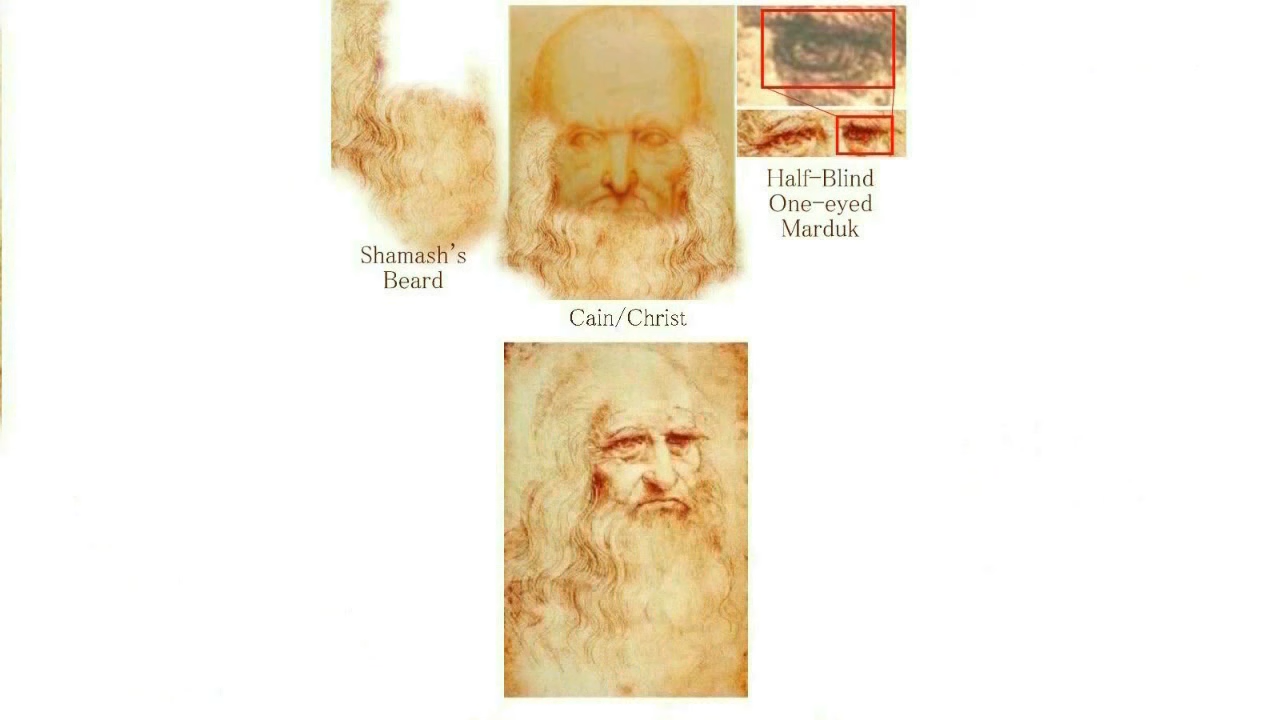 Shamash's
Beard
Cain/Christ
Half-Blind
One-eyed
Marduk